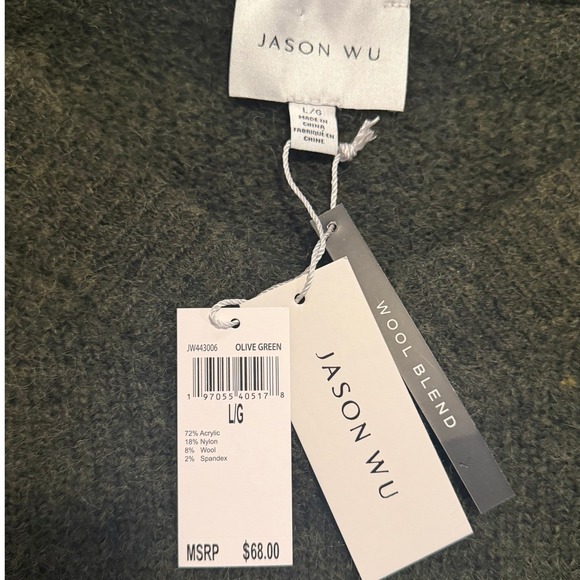 JASON WU
L/G
MADE IN
CHINA
FABRIQUÉ EN
CHINE
WOOL BLEND
JASON WU
JW443006 OLIVE GREEN
1 97055 40517 8
L/G
72% Acrylic
18% Nylon
8% Wool
2% Spandex
MSRP $68.00